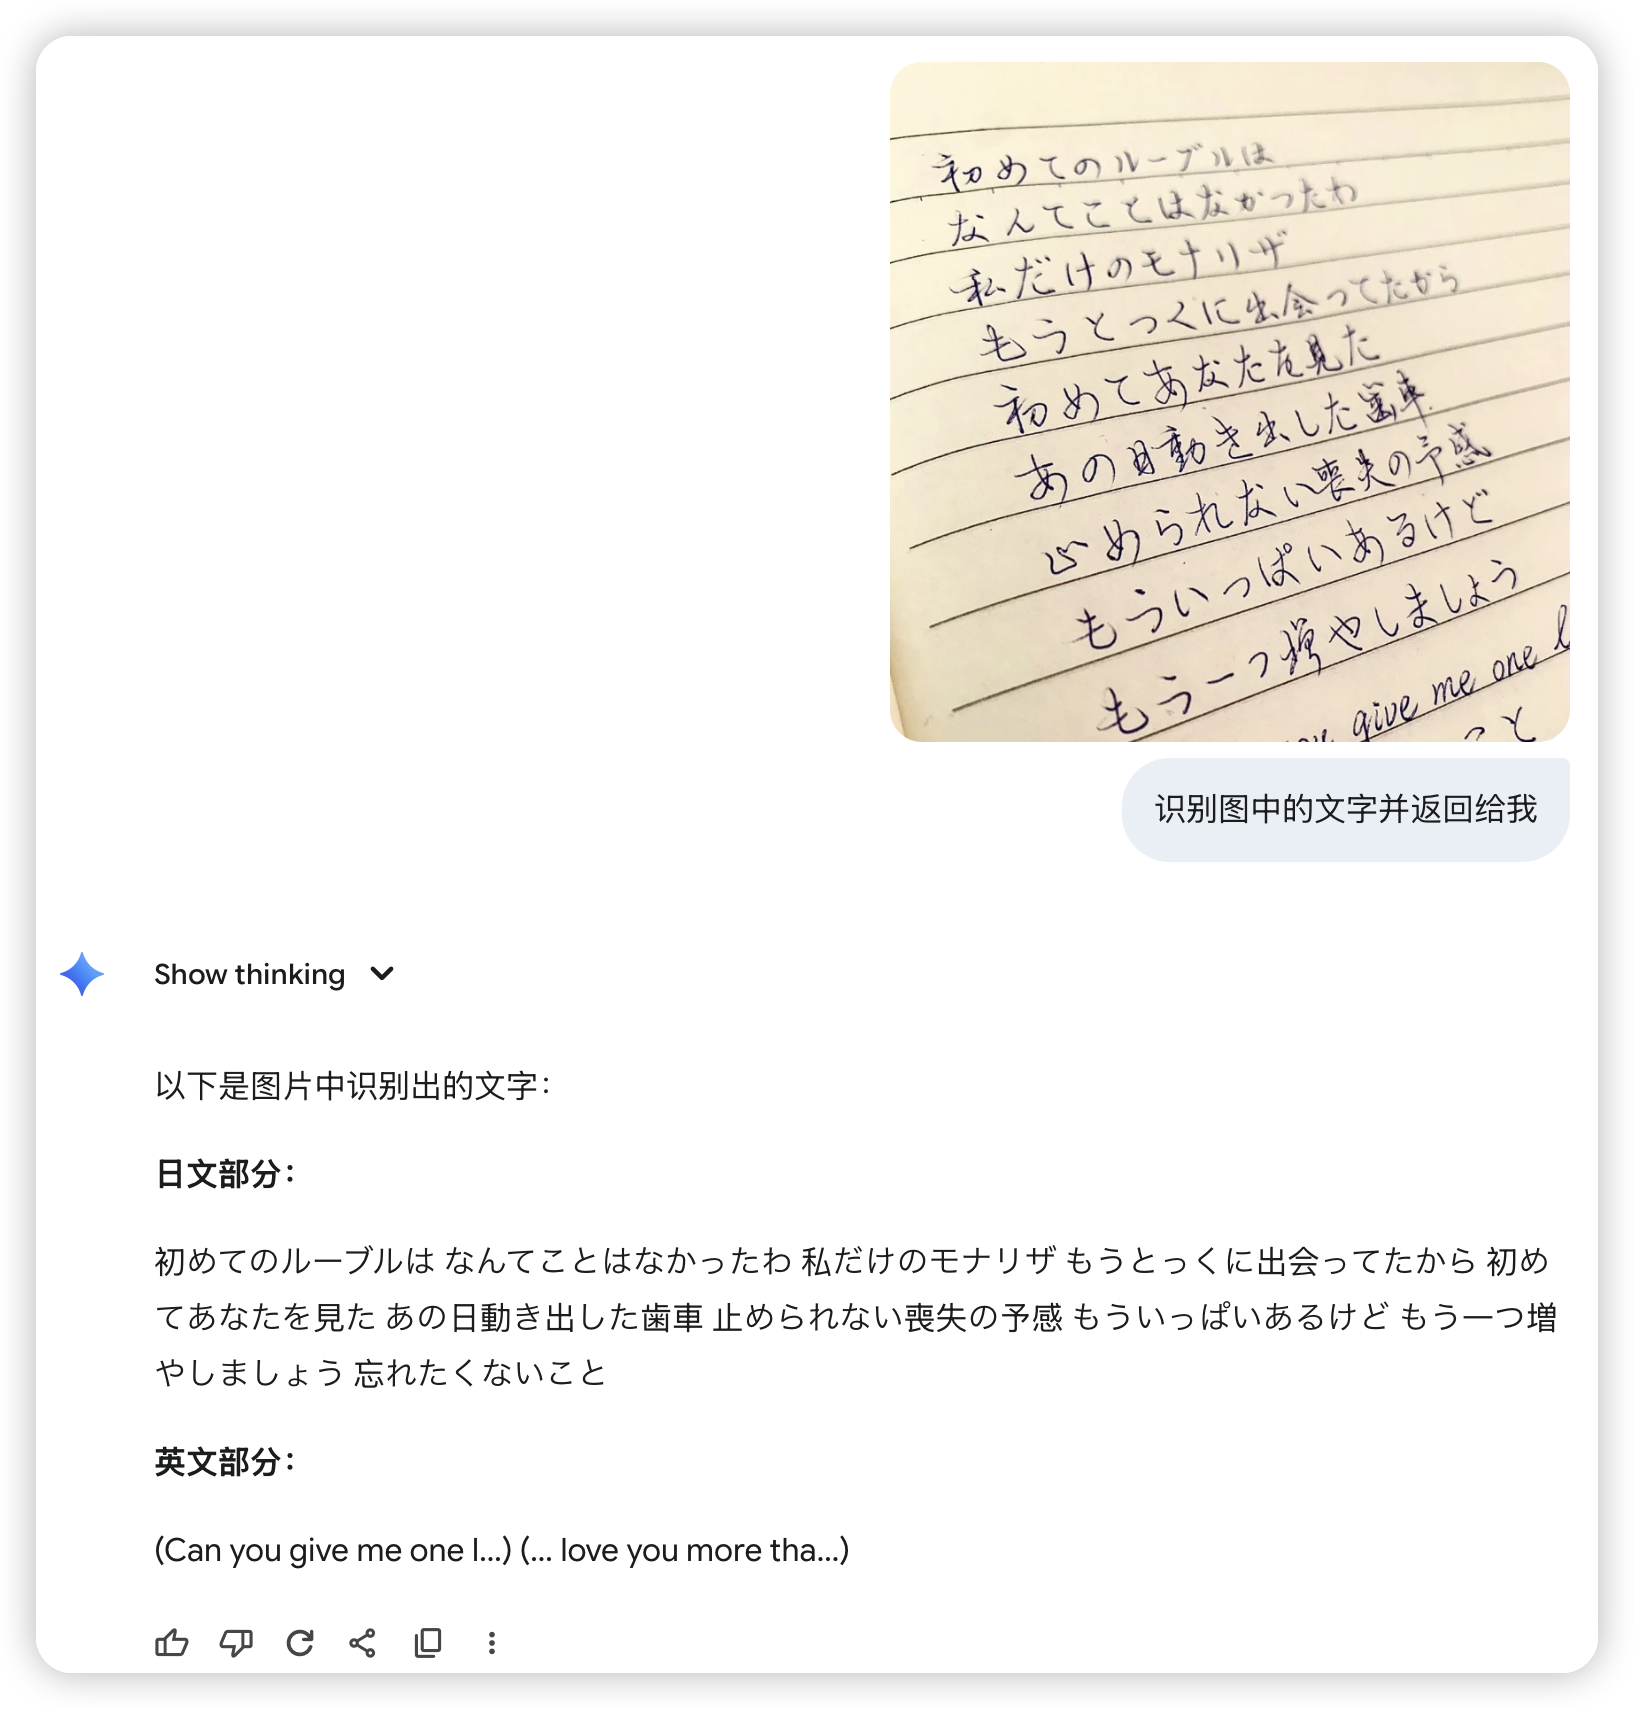 初めてのルーブルは
なんてことはなかったわ
私だけのモナリザ
もうとっくに出会ってたから
初めてあなたを見た
あの日動き出した歯車
止められない喪失の予感
もういっぱいあるけど
もう一つ増やしましょう
give me one
こと
识别图中的文字并返回给我
Show thinking
以下是图片中识别出的文字：
日文部分：
初めてのルーブルは なんてことはなかったわ 私だけのモナリザ もうとっくに出会ってたから 初め
てあなたを見た あの日動き出した歯車 止められない喪失の予感 もういっぱいあるけど もう一つ増
やしましょう 忘れたくないこと
英文部分：
(Can you give me one l...) (... love you more tha...)